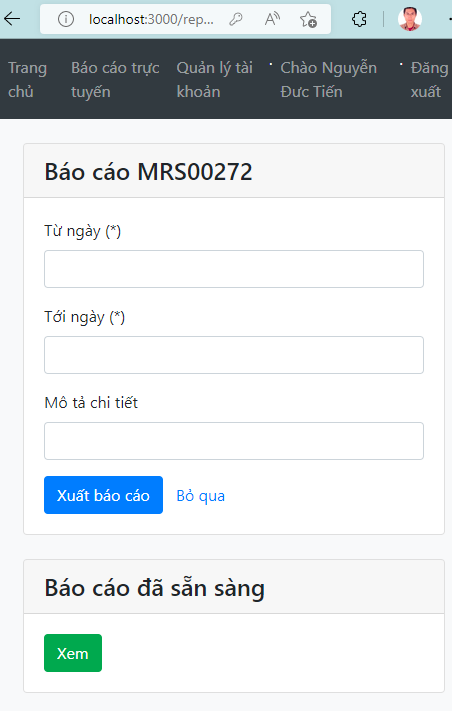 localhost:3000/rep...
Trang Báo cáo trực Quản lý tài Chào Nguyễn Đăng
chủ tuyến khoản Đưc Tiến xuất
Báo cáo MRS00272
Từ ngày (*)
Tới ngày (*)
Mô tả chi tiết
Xuất báo cáo Bỏ qua
Báo cáo đã sẵn sàng
Xem